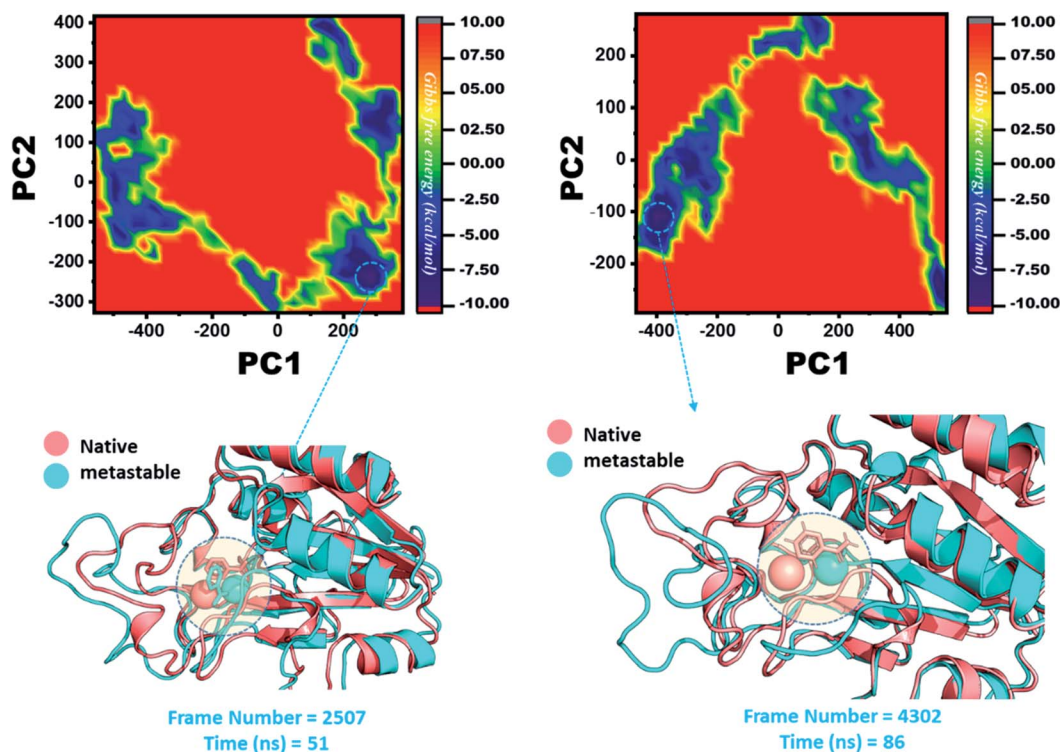 400
300
200
100
0
-100
-200
-300
PC2
-400 -200 0 200
PC1
10.00
07.50
05.00
02.50
00.00
-2.50
-5.00
-7.50
-10.00
Gibbs free energy (kcal/mol)
200
100
0
-100
-200
PC2
-400 -200 0 200 400
PC1
10.00
07.50
05.00
02.50
00.00
-2.50
-5.00
-7.50
-10.00
Gibbs free energy (kcal/mol)
Native
metastable
Frame Number = 2507
Time (ns) = 51
Native
metastable
Frame Number = 4302
Time (ns) = 86